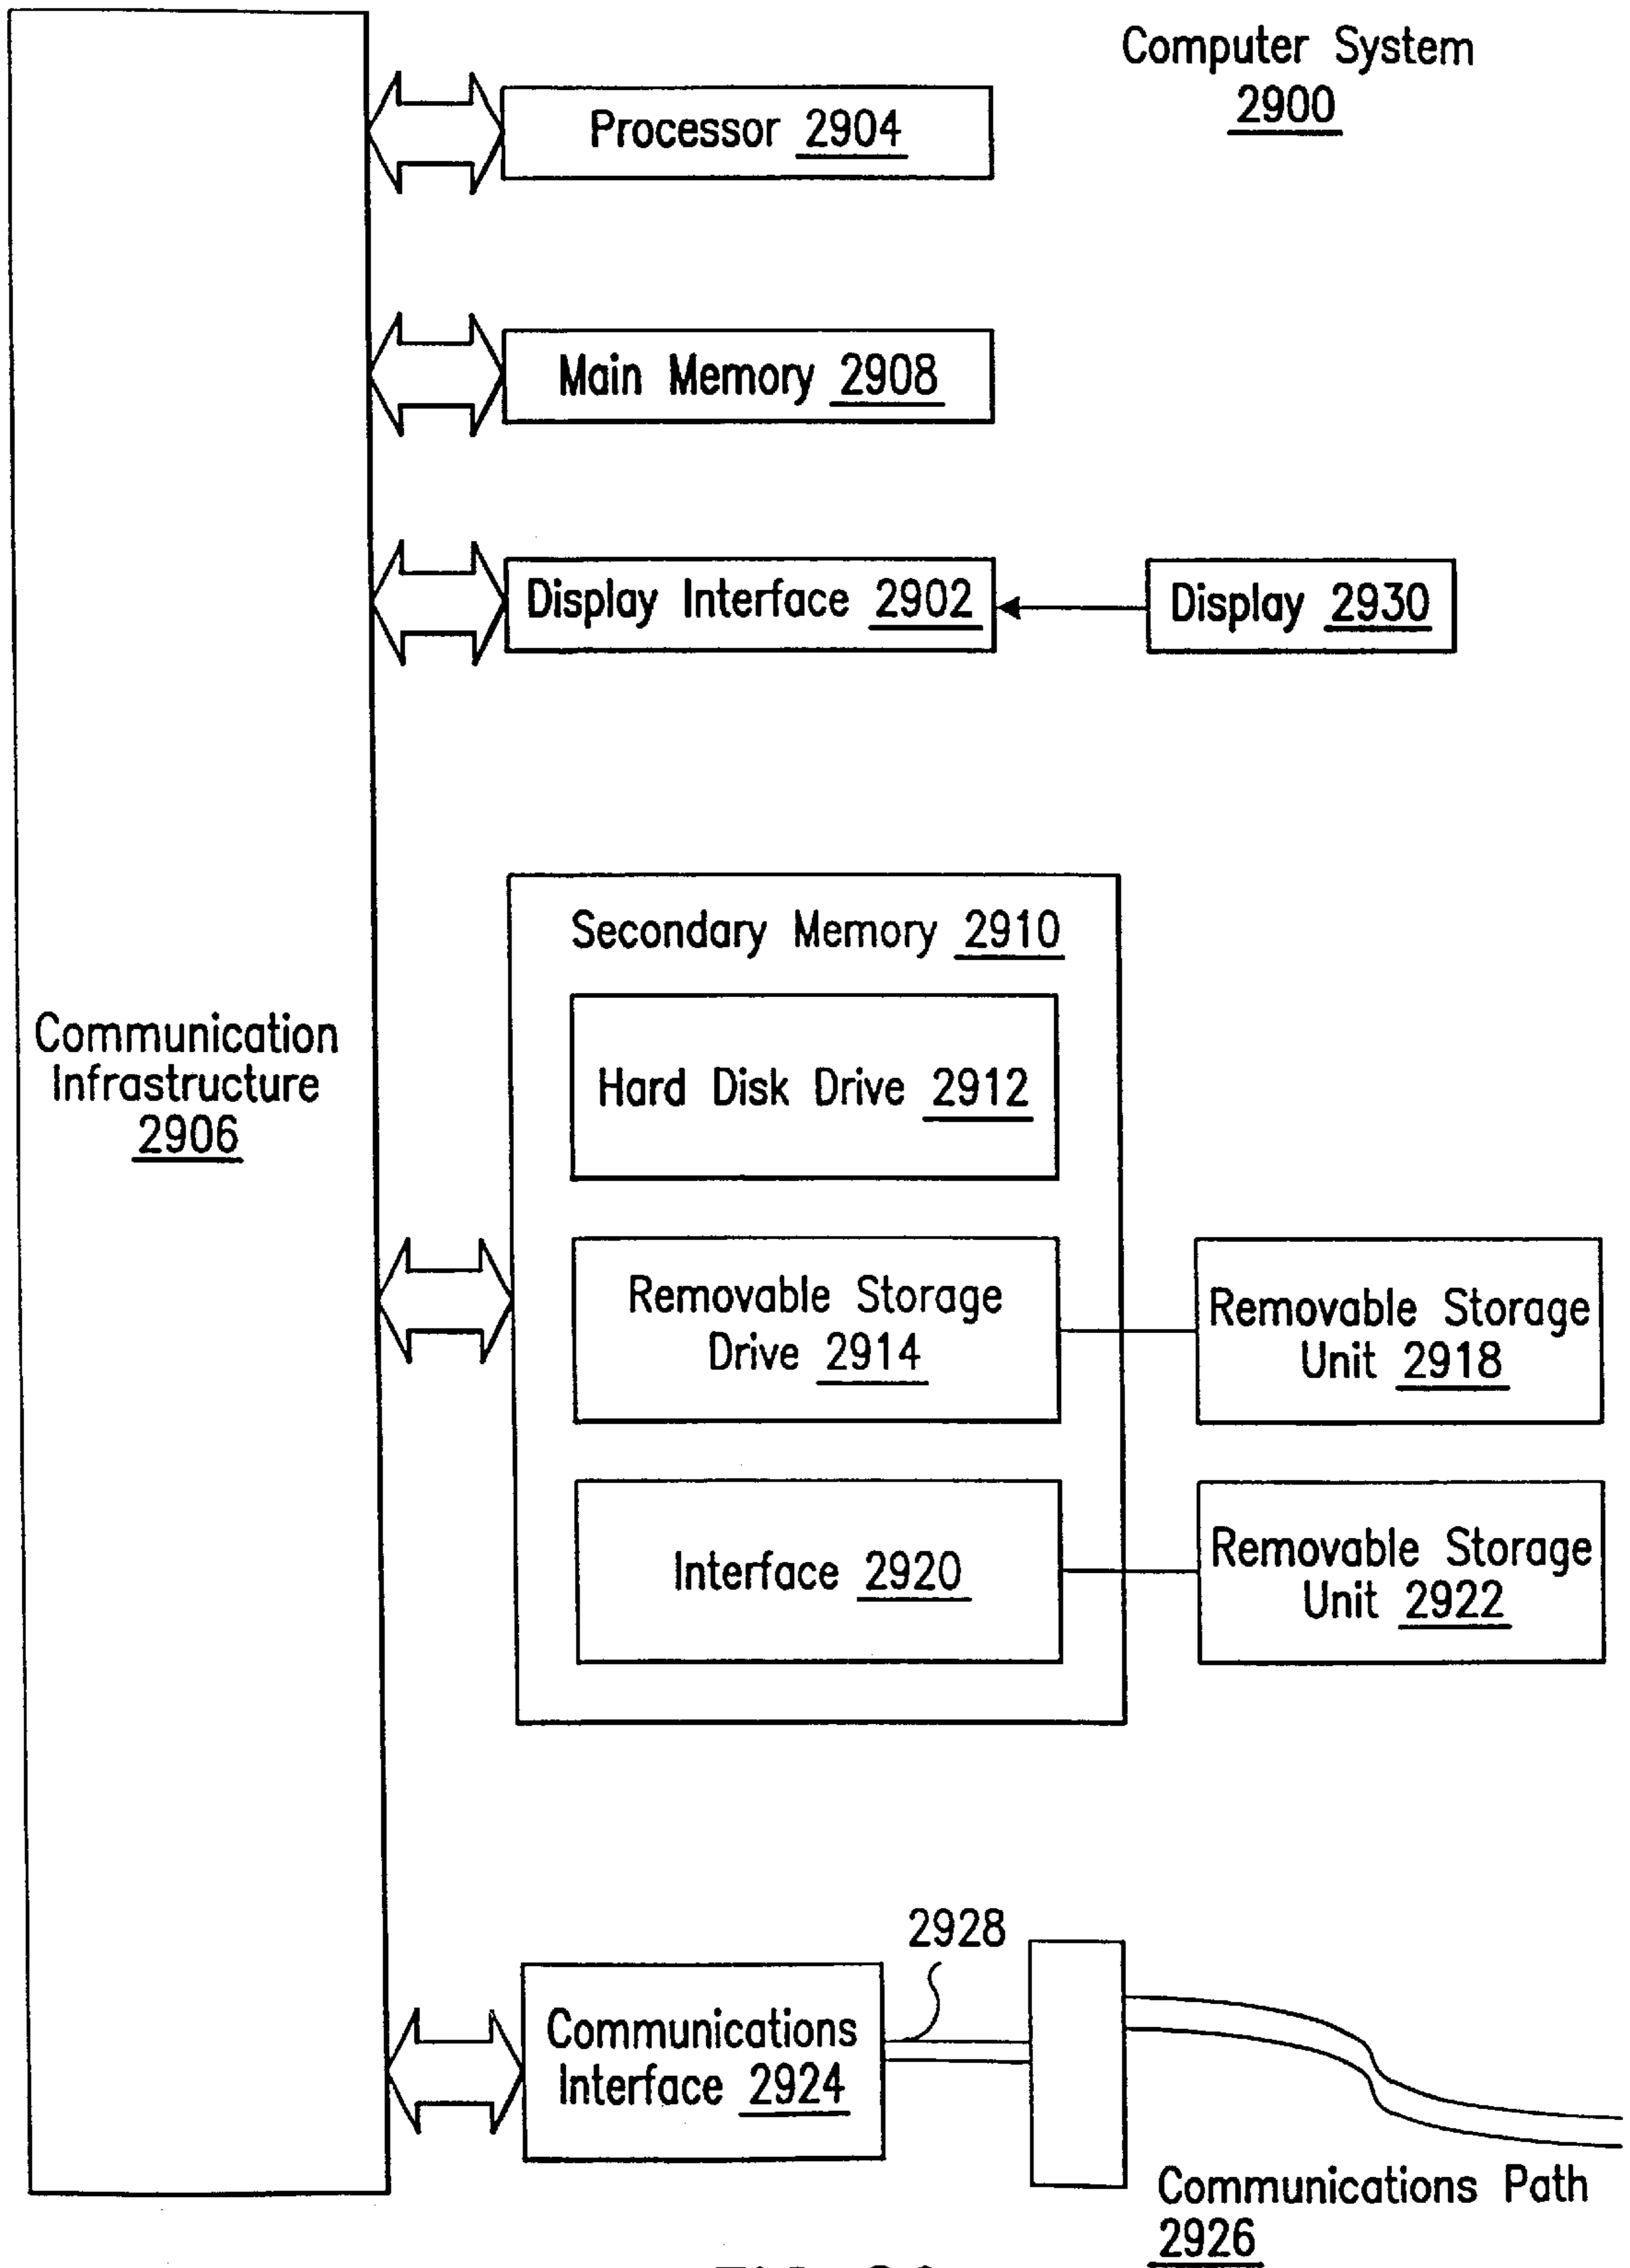 Computer System
2900
Processor 2904
Main Memory 2908
Display Interface 2902
Display 2930
Secondary Memory 2910
Hard Disk Drive 2912
Communication
Infrastructure
2906
Removable Storage
Drive 2914
Removable Storage
Unit 2918
Interface 2920
Removable Storage
Unit 2922
2928
Communications
Interface 2924
Communications Path
2926